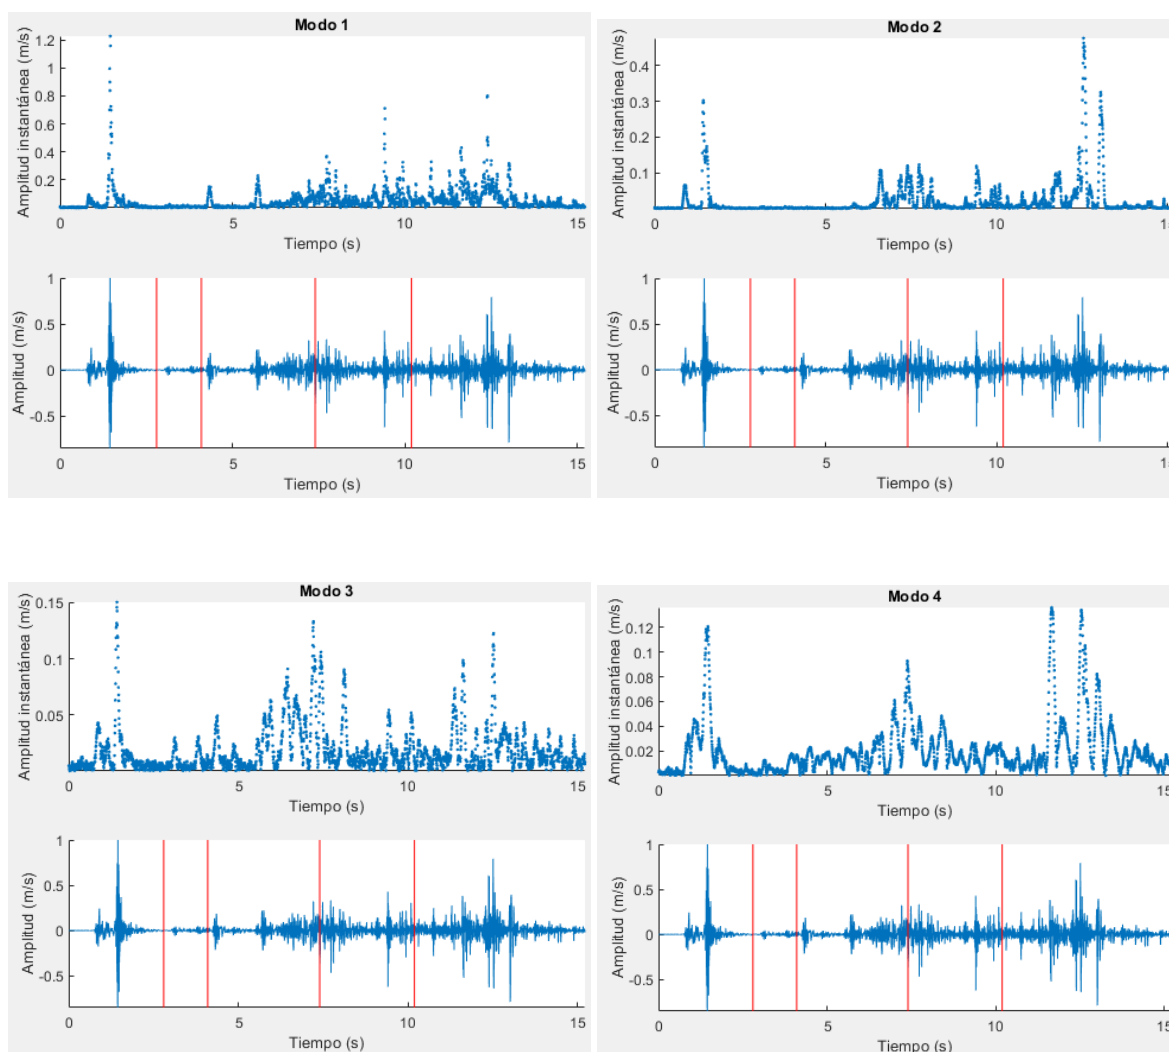 Modo 1
Amplitud instantánea (m/s)
1.2
1
0.8
0.6
0.4
0.2
0 5 10 15
Tiempo (s)
Amplitud (m/s)
1
0.5
0
-0.5
0 5 10 15
Tiempo (s)
Modo 2
Amplitud instantánea (m/s)
0.4
0.3
0.2
0.1
0 5 10 15
Tiempo (s)
Amplitud (m/s)
1
0.5
0
-0.5
0 5 10 15
Tiempo (s)
Modo 3
Amplitud instantánea (m/s)
0.15
0.1
0.05
0 5 10 15
Tiempo (s)
Amplitud (m/s)
1
0.5
0
-0.5
0 5 10 15
Tiempo (s)
Modo 4
Amplitud instantánea (m/s)
0.12
0.1
0.08
0.06
0.04
0.02
0 5 10 15
Tiempo (s)
Amplitud (m/s)
1
0.5
0
-0.5
0 5 10 15
Tiempo (s)